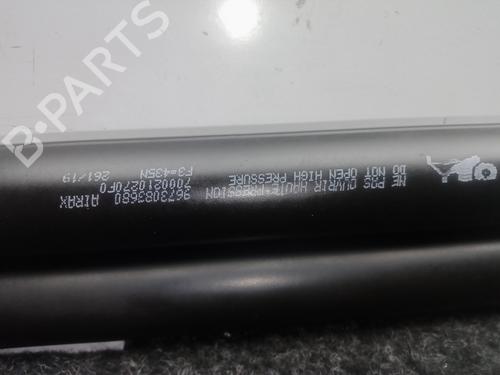 NE PAS OUVRIR HAUTE PRESSION
DO NOT OPEN HIGH PRESSURE
9673083680 AIRAX
7000210270F0
F3=435N 261/19
B-PARTS